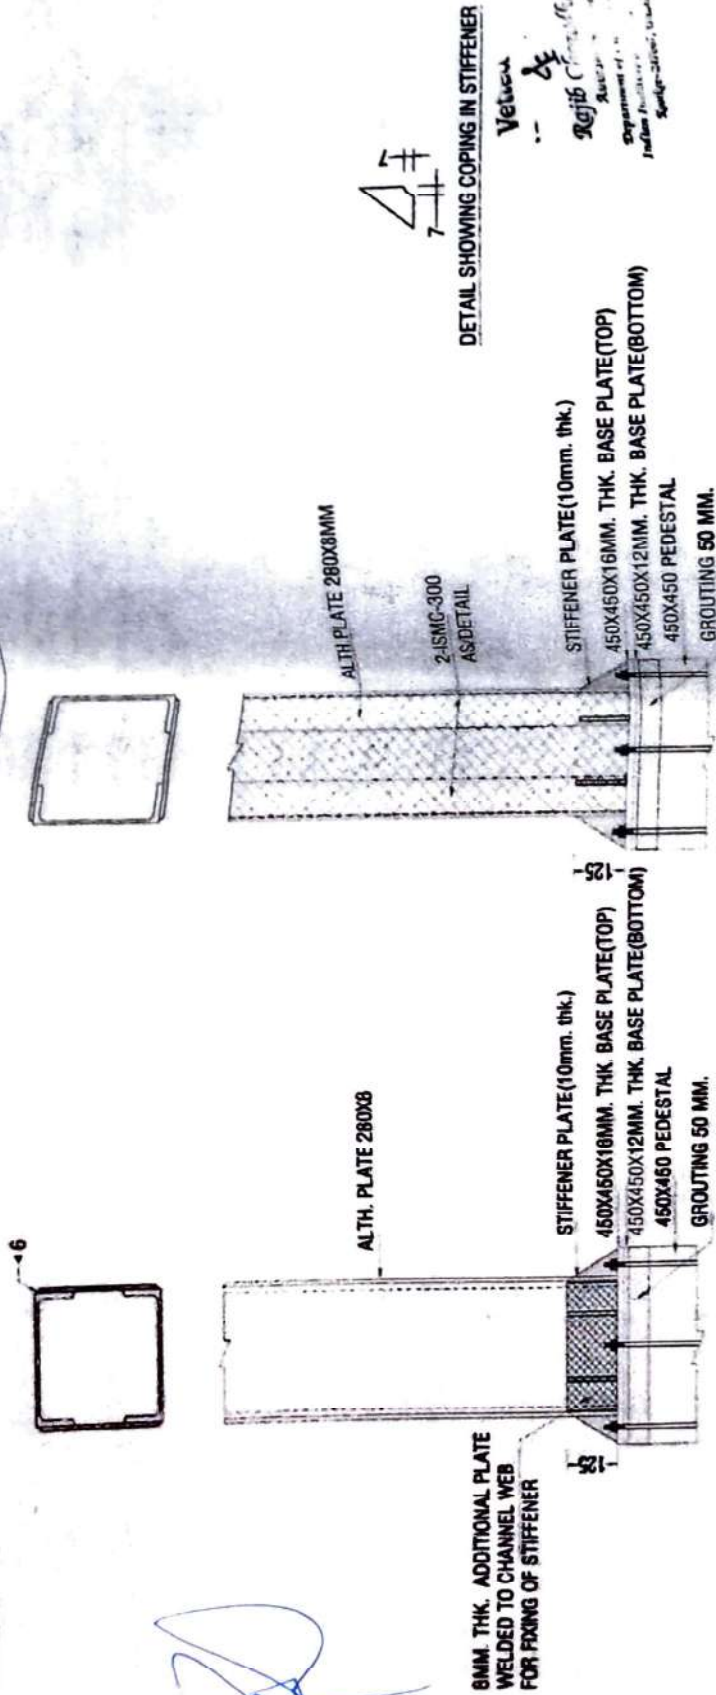 6
ALTH. PLATE 280X8
8MM. THK. ADDITIONAL PLATE
WELDED TO CHANNEL WEB
FOR FIXING OF STIFFENER
-125-
STIFFENER PLATE(10mm. thk.)
450X450X16MM. THK. BASE PLATE(TOP)
450X450X12MM. THK. BASE PLATE(BOTTOM)
450X450 PEDESTAL
GROUTING 50 MM.
ALTH PLATE 280X8MM
2-ISMC-300
AS/DETAIL
-125-
STIFFENER PLATE(10mm. thk.)
450X450X16MM. THK. BASE PLATE(TOP)
450X450X12MM. THK. BASE PLATE(BOTTOM)
450X450 PEDESTAL
GROUTING 50 MM.
7
7
DETAIL SHOWING COPING IN STIFFENER
Rajib